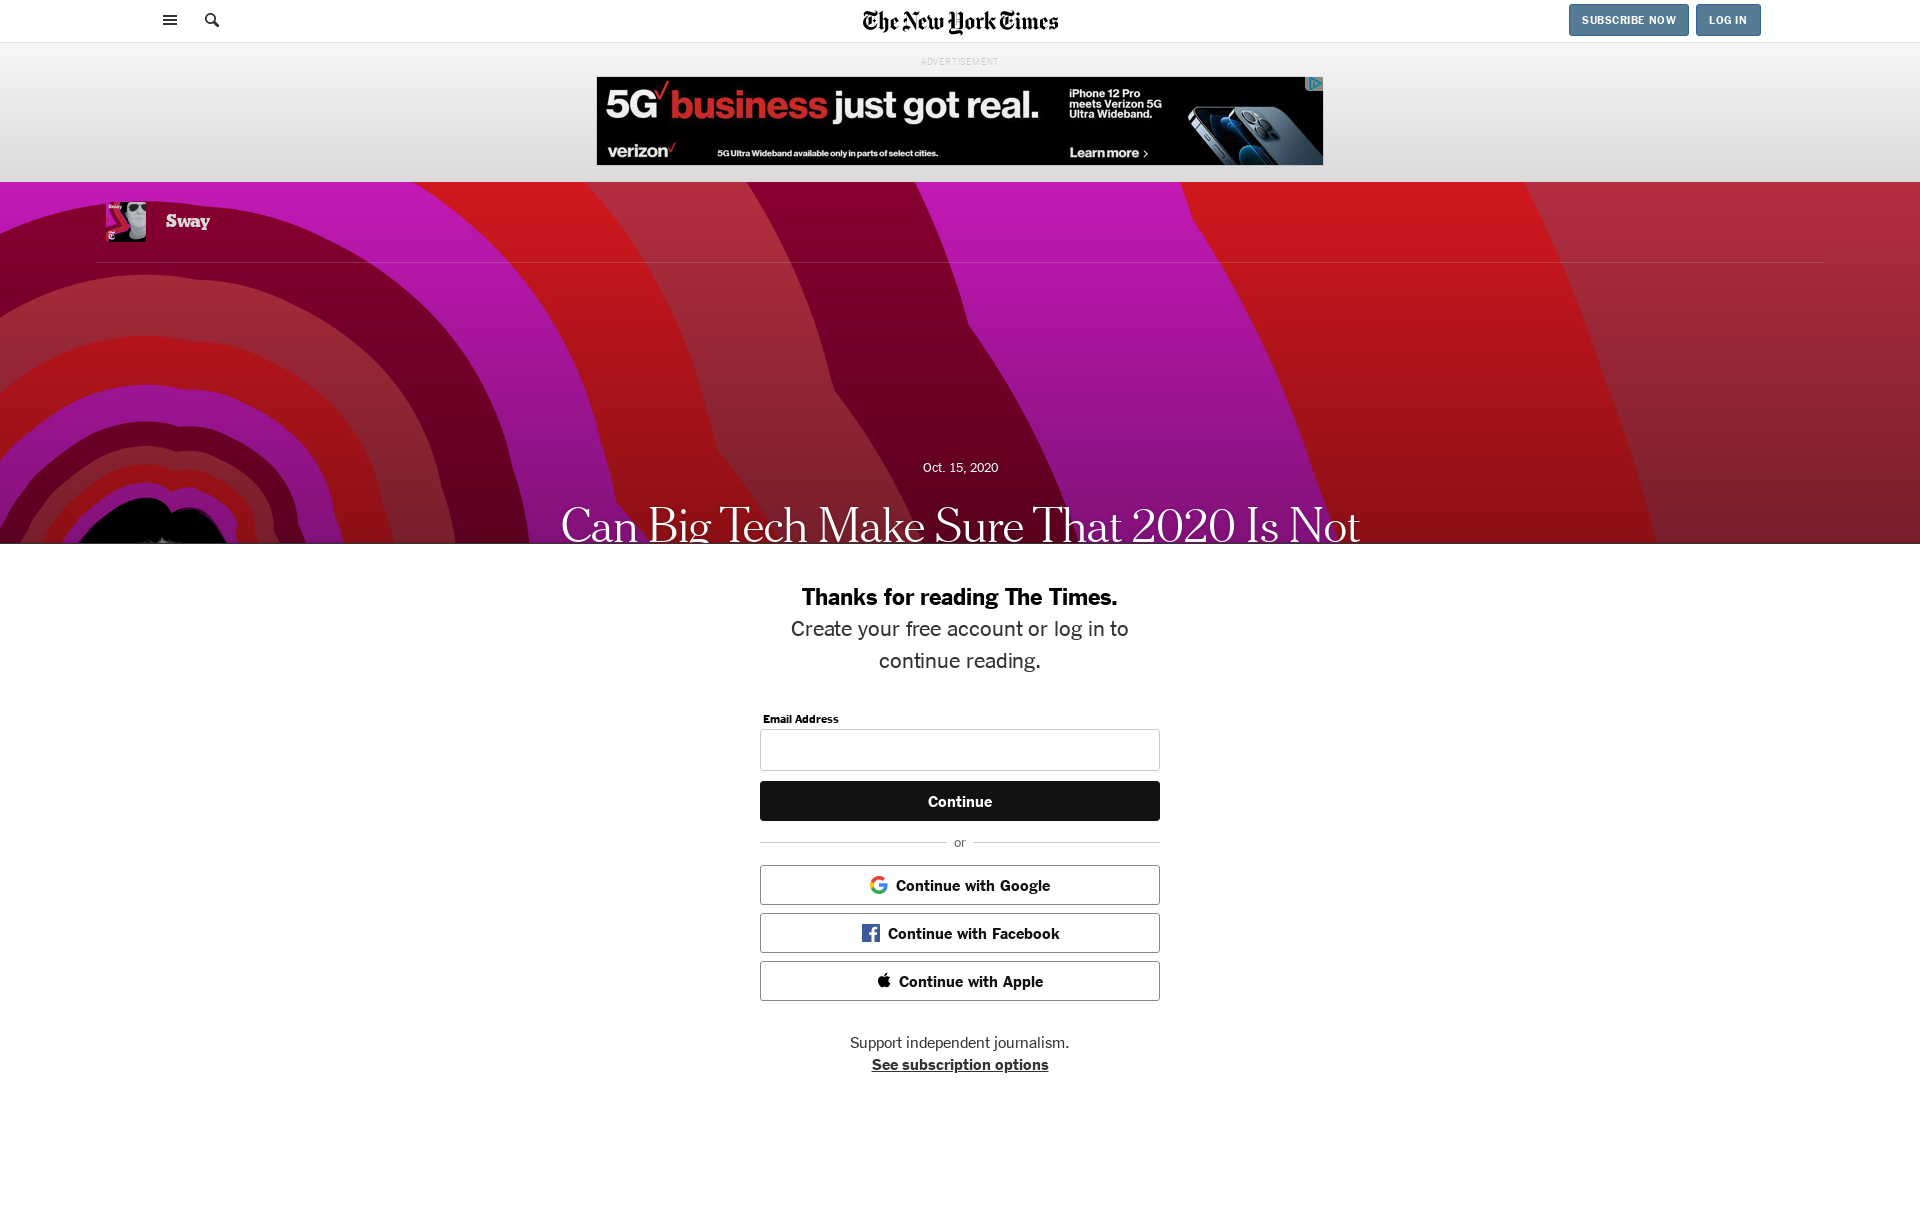 The New York Times
SUBSCRIBE NOW
LOG IN
ADVERTISEMENT
5G business just got real.
iPhone 12 Pro
meets Verizon 5G
Ultra Wideband.
verizon
5G Ultra Wideband available only in parts of select cities.
Learn more >
Sway
Sway
Oct. 15, 2020
Can Big Tech Make Sure That 2020 Is Not
Thanks for reading The Times.
Create your free account or log in to
continue reading.
Email Address
Continue
or
Continue with Google
Continue with Facebook
Continue with Apple
Support independent journalism.
See subscription options